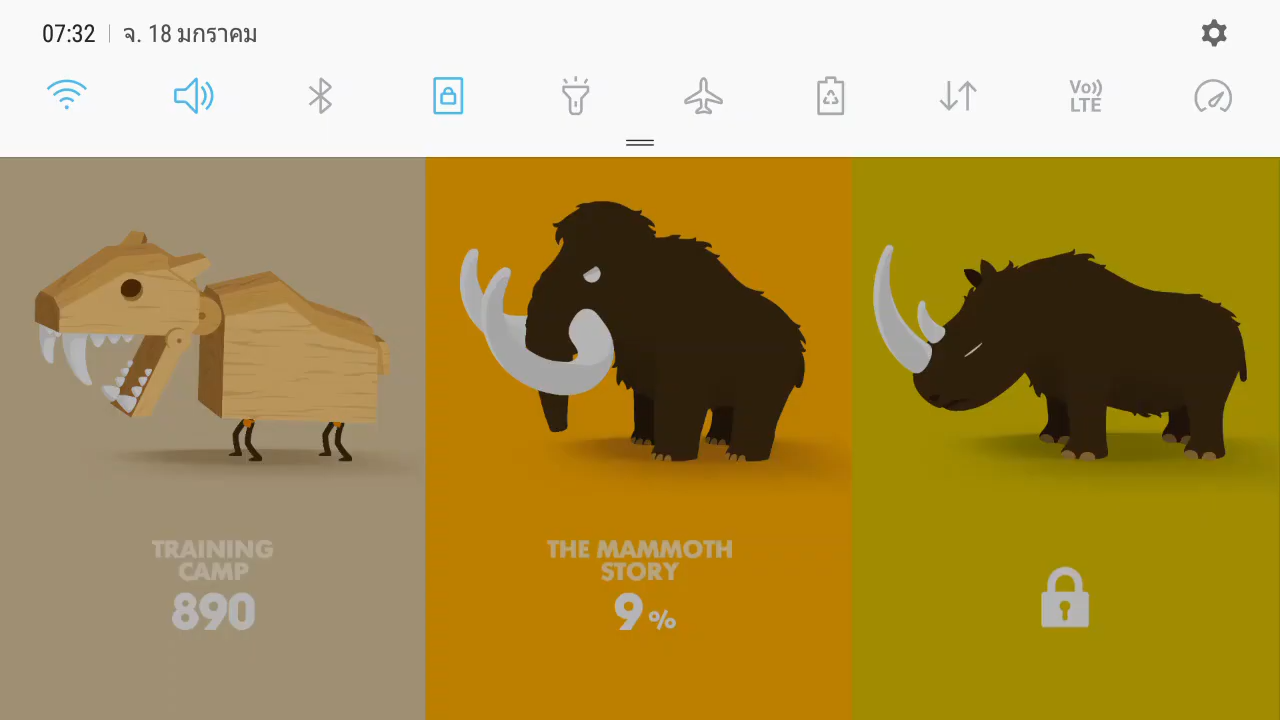 07:32 จ. 18 มกราคม
Vo))
LTE
TRAINING
CAMP
890
THE MAMMOTH
STORY
9 %